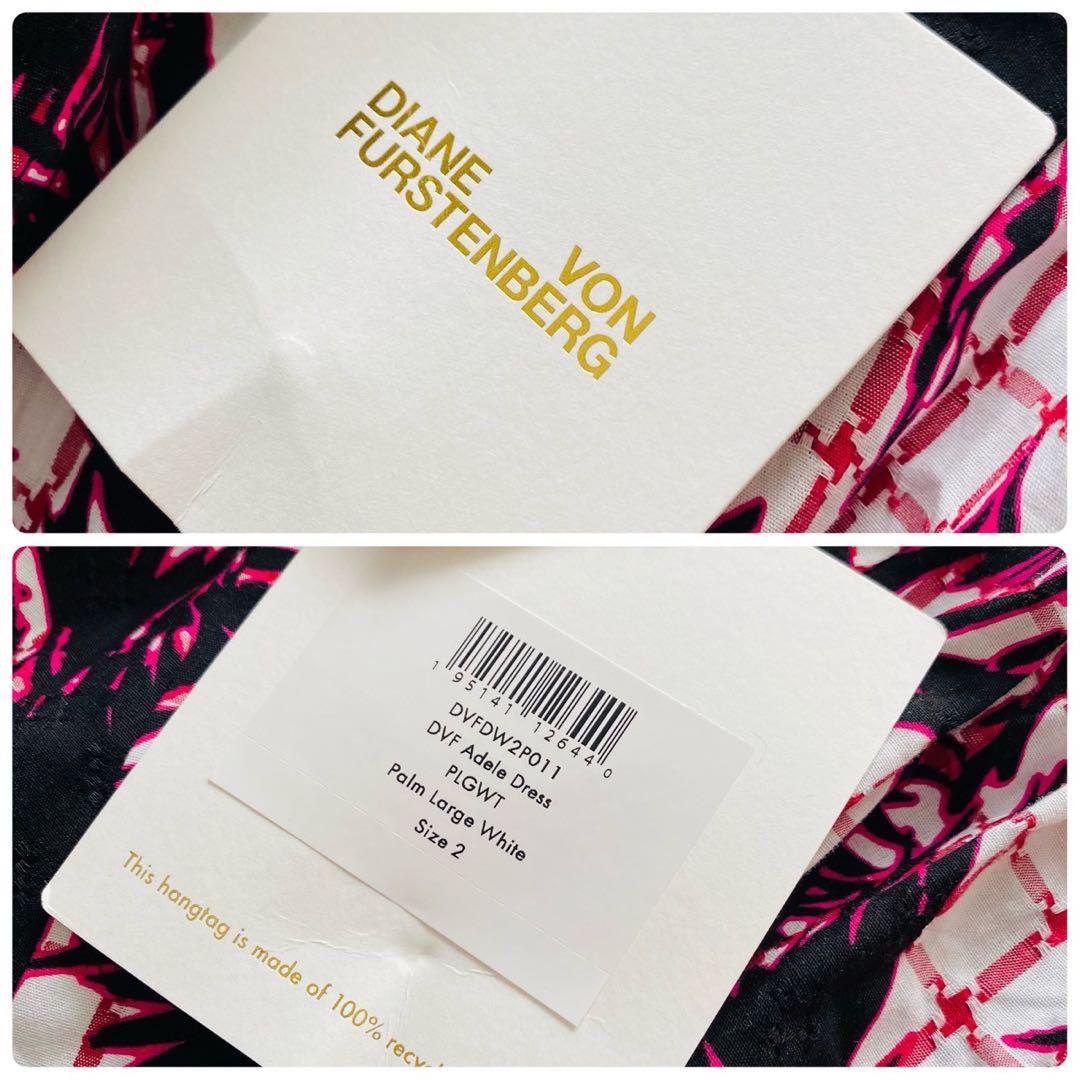 DIANE
VON
FURSTENBERG
1 95141 12644 0
DVFDW2P011
DVF Adele Dress
PLGWT
Palm Large White
Size 2
This hangtag is made of 100%